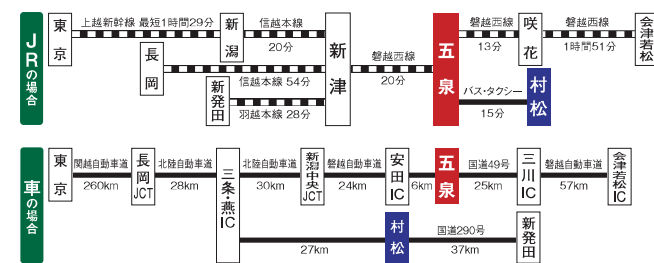 JRの場合
東京
上越新幹線 最短1時間29分
新潟
信越本線
20分
長岡
信越本線 54分
新発田
羽越本線 28分
新津
磐越西線
20分
五泉
磐越西線
13分
咲花
磐越西線
1時間51分
会津若松
バス・タクシー
15分
村松
車の場合
東京
関越自動車道
260km
長岡JCT
北陸自動車道
28km
三条・燕IC
北陸自動車道
30km
新潟中央JCT
磐越自動車道
24km
安田IC
6km
五泉
国道49号
25km
三川IC
磐越自動車道
57km
会津若松IC
27km
村松
国道290号
37km
新発田